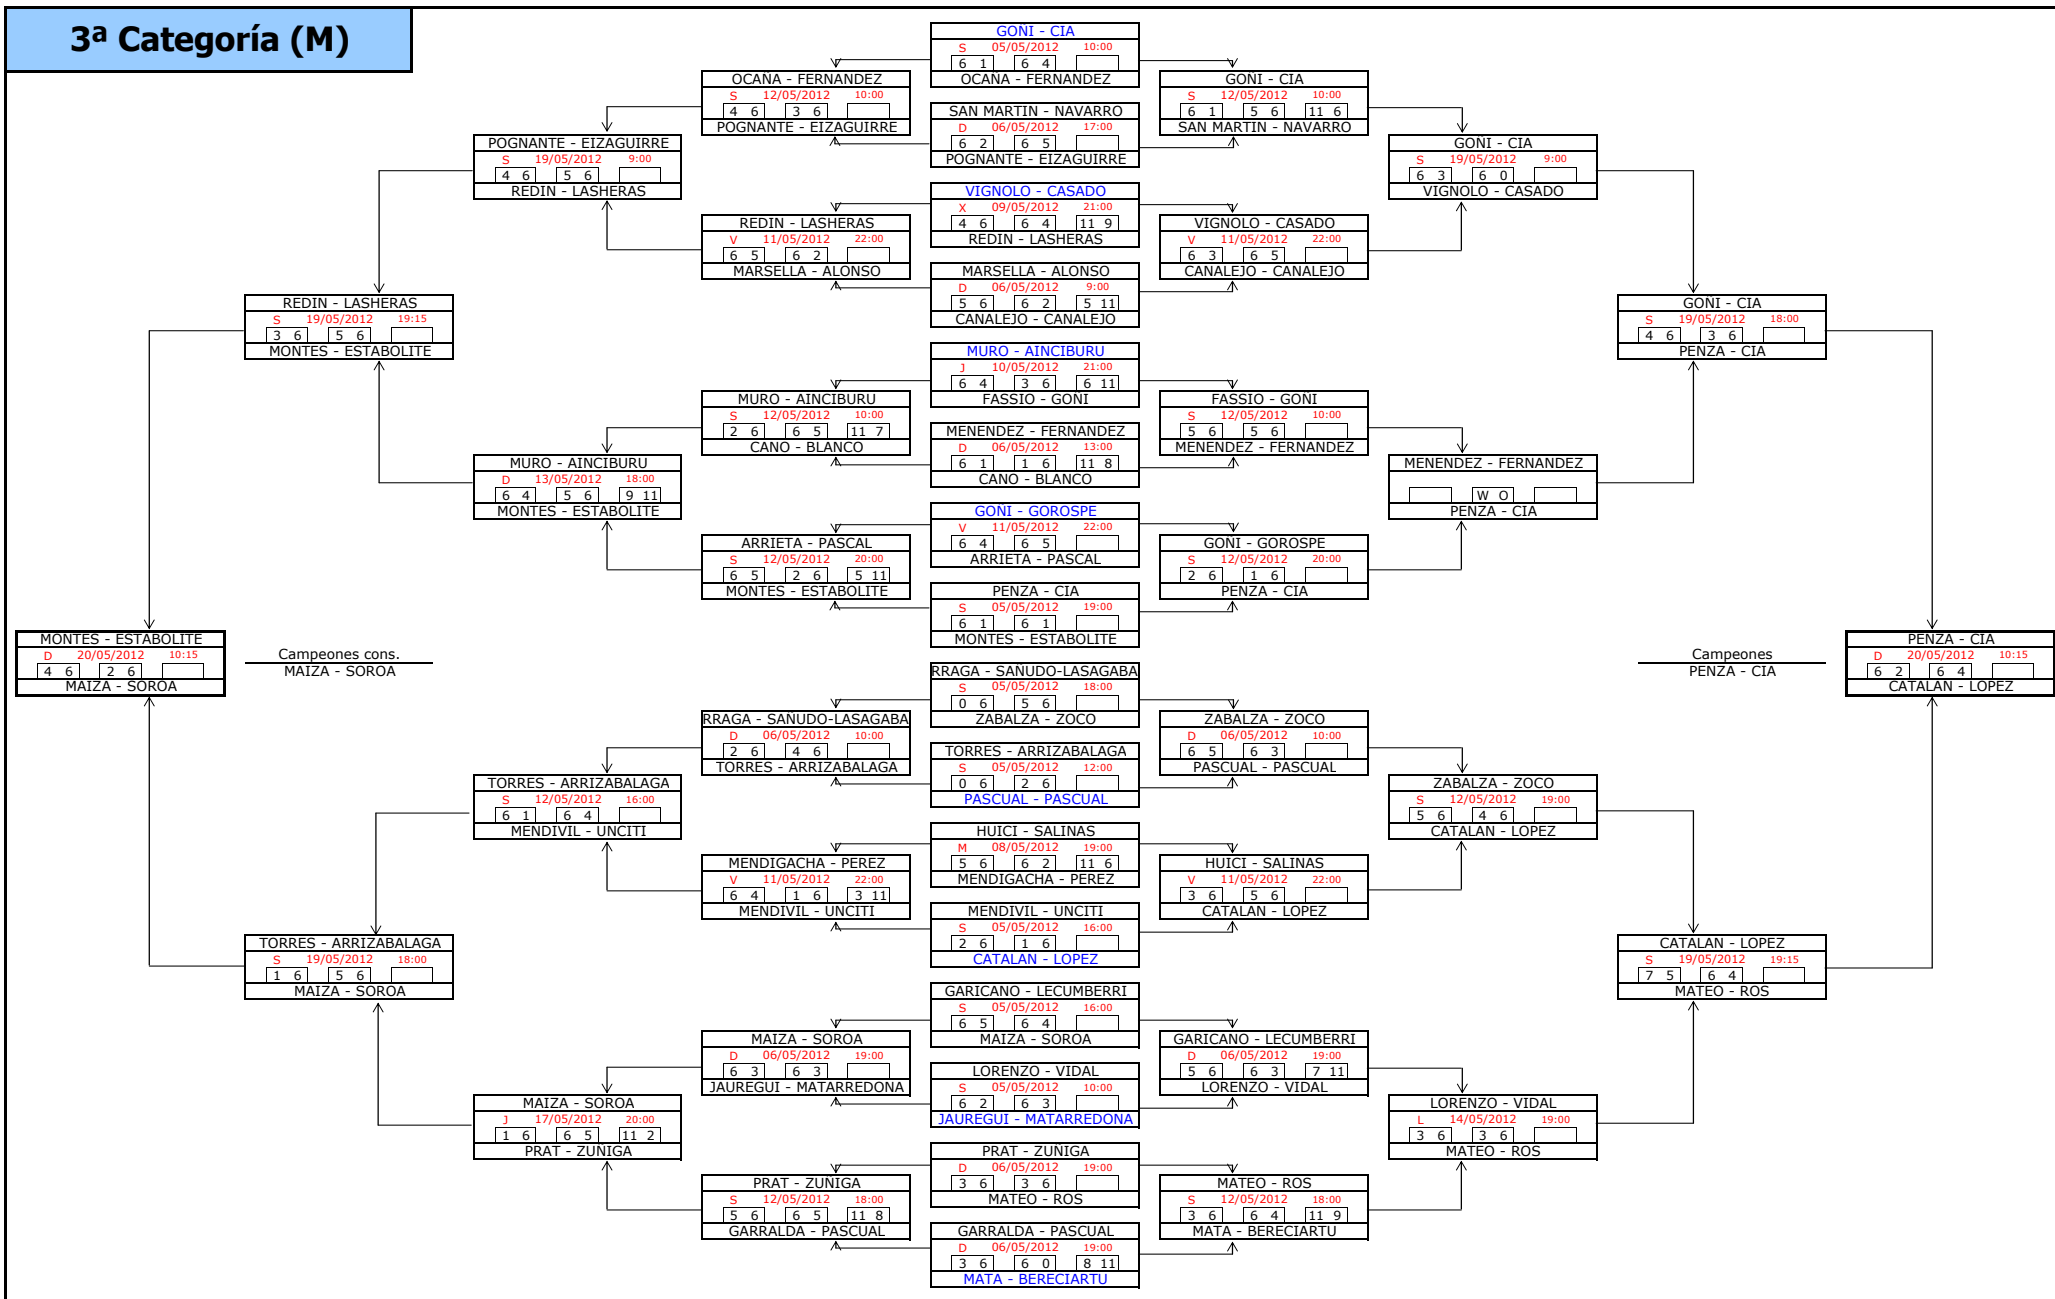 3ª Categoría (M)
MONTES - ESTABOLITE
D 20/05/2012 10:15
4 6 2 6
MAIZA - SOROA
Campeones cons.
MAIZA - SOROA
REDIN - LASHERAS
S 19/05/2012 19:15
3 6 5 6
MONTES - ESTABOLITE
TORRES - ARRIZABALAGA
S 19/05/2012 18:00
1 6 5 6
MAIZA - SOROA
POGNANTE - EIZAGUIRRE
S 19/05/2012 9:00
4 6 5 6
REDIN - LASHERAS
MURO - AINCIBURU
D 13/05/2012 18:00
6 4 5 6 9 11
MONTES - ESTABOLITE
TORRES - ARRIZABALAGA
S 12/05/2012 16:00
6 1 6 4
MENDIVIL - UNCITI
MAIZA - SOROA
J 17/05/2012 20:00
1 6 6 5 11 2
PRAT - ZUÑIGA
OCAÑA - FERNANDEZ
S 12/05/2012 10:00
4 6 3 6
POGNANTE - EIZAGUIRRE
REDIN - LASHERAS
V 11/05/2012 22:00
6 5 6 2
MARSELLA - ALONSO
MURO - AINCIBURU
S 12/05/2012 10:00
2 6 6 5 11 7
CANO - BLANCO
ARRIETA - PASCAL
S 12/05/2012 20:00
6 5 2 6 5 11
MONTES - ESTABOLITE
RRAGA - SAÑUDO-LASAGABA
D 06/05/2012 10:00
2 6 4 6
TORRES - ARRIZABALAGA
MENDIGACHA - PEREZ
V 11/05/2012 22:00
6 4 1 6 3 11
MENDIVIL - UNCITI
MAIZA - SOROA
D 06/05/2012 19:00
6 3 6 3
JAUREGUI - MATARREDONA
PRAT - ZUÑIGA
S 12/05/2012 18:00
5 6 6 5 11 8
GARRALDA - PASCUAL
GOÑI - CIA
S 05/05/2012 10:00
6 1 6 4
OCAÑA - FERNANDEZ
SAN MARTIN - NAVARRO
D 06/05/2012 17:00
6 2 6 5
POGNANTE - EIZAGUIRRE
VIGNOLO - CASADO
X 09/05/2012 21:00
4 6 6 4 11 9
REDIN - LASHERAS
MARSELLA - ALONSO
D 06/05/2012 9:00
5 6 6 2 5 11
CANALEJO - CANALEJO
MURO - AINCIBURU
J 10/05/2012 21:00
6 4 3 6 6 11
FASSIO - GOÑI
MENENDEZ - FERNANDEZ
D 06/05/2012 13:00
6 1 1 6 11 8
CANO - BLANCO
GOÑI - GOROSPE
V 11/05/2012 22:00
6 4 6 5
ARRIETA - PASCAL
PENZA - CIA
S 05/05/2012 19:00
6 1 6 1
MONTES - ESTABOLITE
RRAGA - SAÑUDO-LASAGABA
S 05/05/2012 18:00
0 6 5 6
ZABALZA - ZOCO
TORRES - ARRIZABALAGA
S 05/05/2012 12:00
0 6 2 6
PASCUAL - PASCUAL
HUICI - SALINAS
M 08/05/2012 19:00
5 6 6 2 11 6
MENDIGACHA - PEREZ
MENDIVIL - UNCITI
S 05/05/2012 16:00
2 6 1 6
CATALAN - LOPEZ
GARICANO - LECUMBERRI
S 05/05/2012 16:00
6 5 6 4
MAIZA - SOROA
LORENZO - VIDAL
S 05/05/2012 10:00
6 2 6 3
JAUREGUI - MATARREDONA
PRAT - ZUÑIGA
D 06/05/2012 19:00
3 6 3 6
MATEO - ROS
GARRALDA - PASCUAL
D 06/05/2012 19:00
3 6 6 0 8 11
MATA - BERECIARTU
GOÑI - CIA
S 12/05/2012 10:00
6 1 5 6 11 6
SAN MARTIN - NAVARRO
VIGNOLO - CASADO
V 11/05/2012 22:00
6 3 6 5
CANALEJO - CANALEJO
FASSIO - GOÑI
S 12/05/2012 10:00
5 6 5 6
MENENDEZ - FERNANDEZ
GOÑI - GOROSPE
S 12/05/2012 20:00
2 6 1 6
PENZA - CIA
ZABALZA - ZOCO
D 06/05/2012 10:00
6 5 6 3
PASCUAL - PASCUAL
HUICI - SALINAS
V 11/05/2012 22:00
3 6 5 6
CATALAN - LOPEZ
GARICANO - LECUMBERRI
D 06/05/2012 19:00
5 6 6 3 7 11
LORENZO - VIDAL
MATEO - ROS
S 12/05/2012 18:00
3 6 6 4 11 9
MATA - BERECIARTU
GOÑI - CIA
S 19/05/2012 9:00
6 3 6 0
VIGNOLO - CASADO
MENENDEZ - FERNANDEZ
W O
PENZA - CIA
ZABALZA - ZOCO
S 12/05/2012 19:00
5 6 4 6
CATALAN - LOPEZ
LORENZO - VIDAL
L 14/05/2012 19:00
3 6 3 6
MATEO - ROS
GOÑI - CIA
S 19/05/2012 18:00
4 6 3 6
PENZA - CIA
CATALAN - LOPEZ
S 19/05/2012 19:15
7 5 6 4
MATEO - ROS
Campeones
PENZA - CIA
PENZA - CIA
D 20/05/2012 10:15
6 2 6 4
CATALAN - LOPEZ